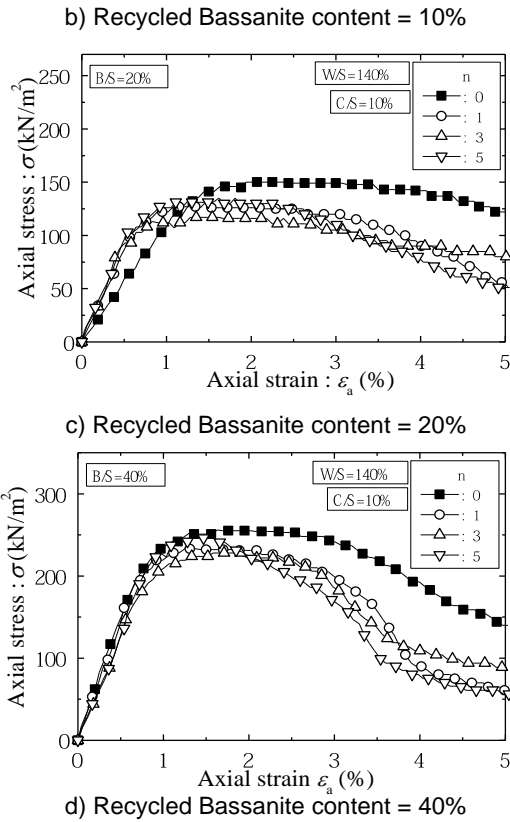 b) Recycled Bassanite content = 10%
B/S=20%
W/S=140%
C/S=10%
n
: 0
: 1
: 3
: 5
250
200
150
100
50
0
Axial stress : σ (kN/m²)
0 1 2 3 4 5
Axial strain : εa (%)
c) Recycled Bassanite content = 20%
B/S=40%
W/S=140%
C/S=10%
n
: 0
: 1
: 3
: 5
300
200
100
0
Axial stress : σ (kN/m²)
0 1 2 3 4 5
Axial strain εa (%)
d) Recycled Bassanite content = 40%